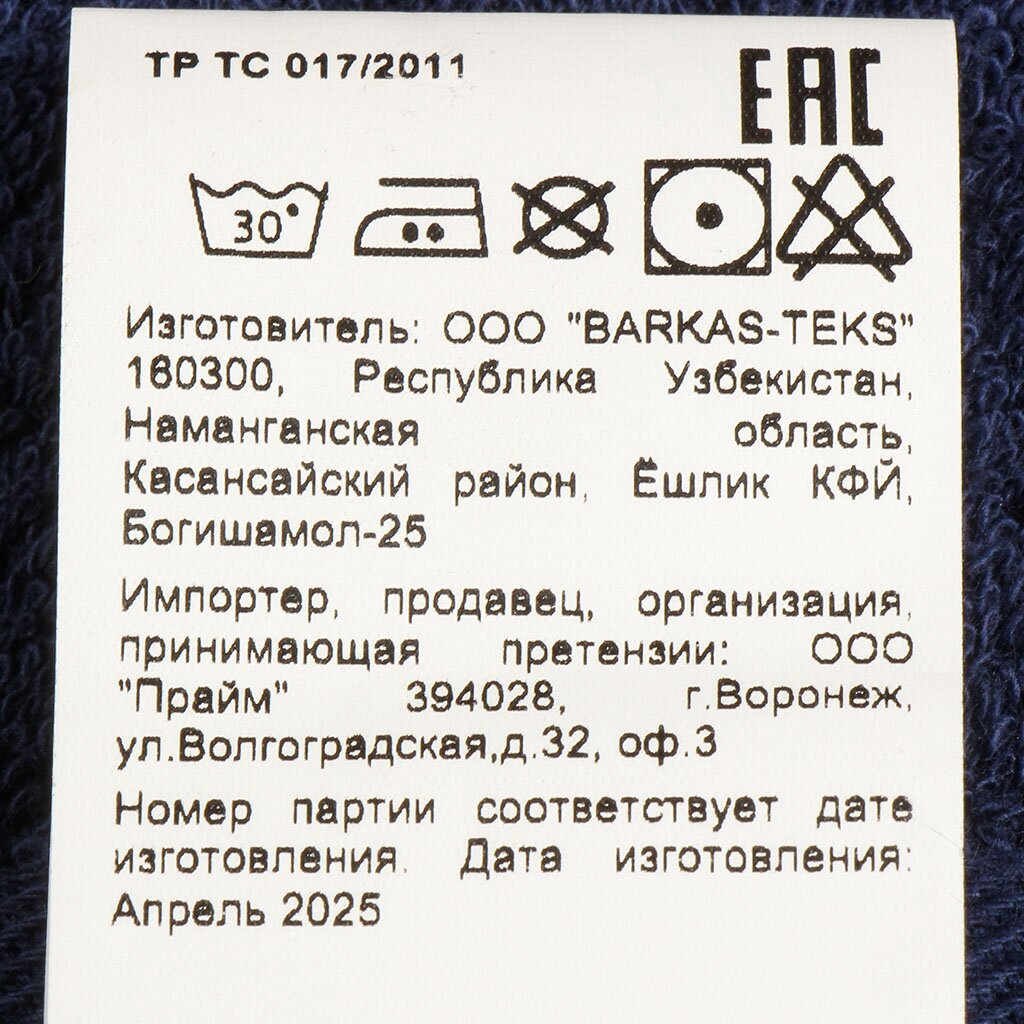 ТР ТС 017/2011
EAC
30°
Изготовитель: ООО "BARKAS-TEKS"
160300, Республика Узбекистан,
Наманганская область,
Касансайский район, Ёшлик КФЙ,
Богишамол-25
Импортер, продавец, организация,
принимающая претензии: ООО
"Прайм" 394028, г.Воронеж,
ул.Волгоградская,д.32, оф.3
Номер партии соответствует дате
изготовления. Дата изготовления:
Апрель 2025